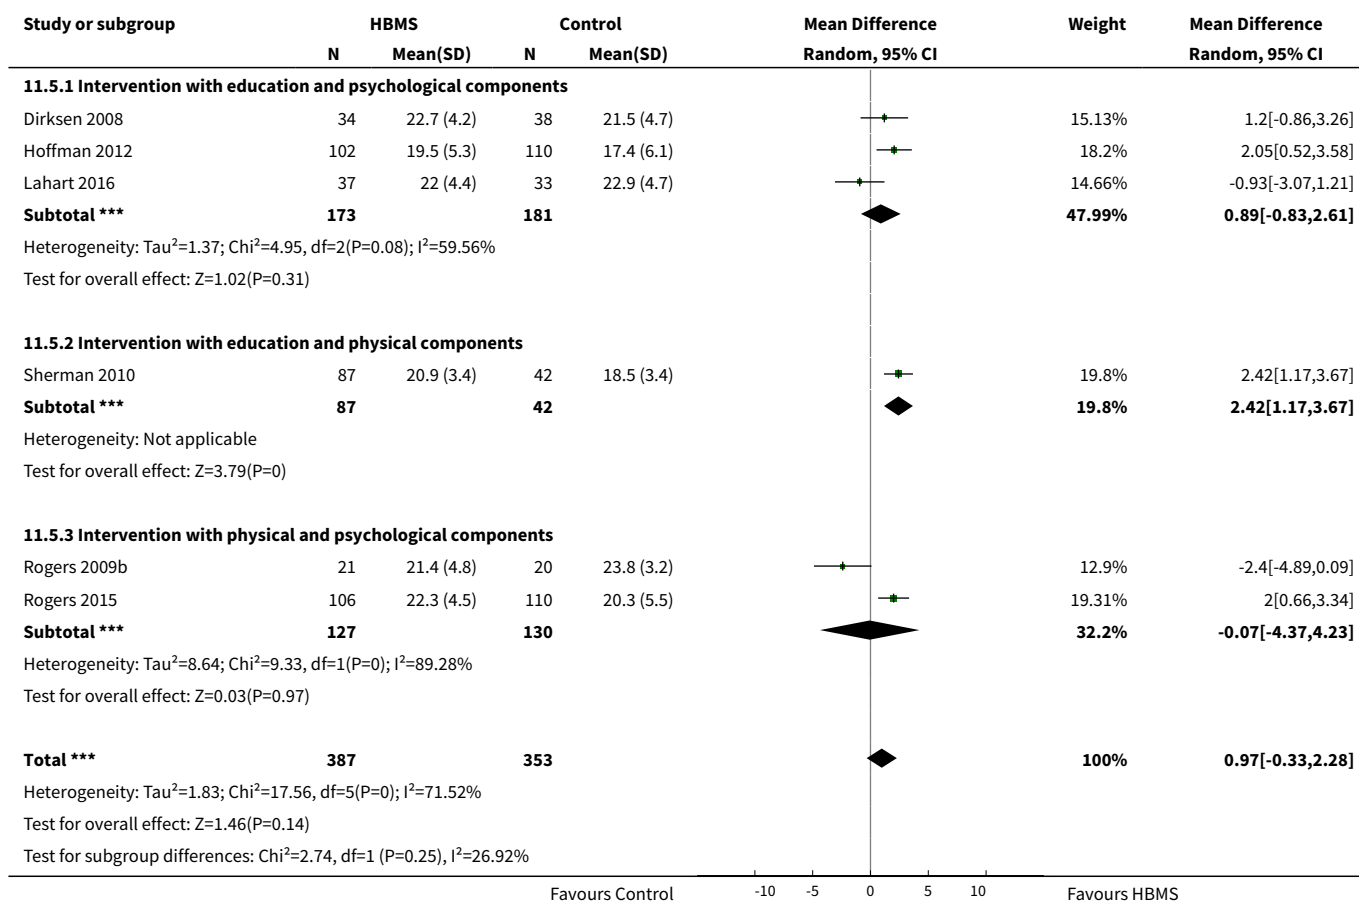 Study or subgroup HBMS Control Mean Difference Weight Mean Difference
N Mean(SD) N Mean(SD) Random, 95% CI Random, 95% CI
11.5.1 Intervention with education and psychological components
Dirksen 2008 34 22.7 (4.2) 38 21.5 (4.7) 15.13% 1.2[-0.86,3.26]
Hoffman 2012 102 19.5 (5.3) 110 17.4 (6.1) 18.2% 2.05[0.52,3.58]
Lahart 2016 37 22 (4.4) 33 22.9 (4.7) 14.66% -0.93[-3.07,1.21]
Subtotal *** 173 181 47.99% 0.89[-0.83,2.61]
Heterogeneity: Tau²=1.37; Chi²=4.95, df=2(P=0.08); I²=59.56%
Test for overall effect: Z=1.02(P=0.31)
11.5.2 Intervention with education and physical components
Sherman 2010 87 20.9 (3.4) 42 18.5 (3.4) 19.8% 2.42[1.17,3.67]
Subtotal *** 87 42 19.8% 2.42[1.17,3.67]
Heterogeneity: Not applicable
Test for overall effect: Z=3.79(P=0)
11.5.3 Intervention with physical and psychological components
Rogers 2009b 21 21.4 (4.8) 20 23.8 (3.2) 12.9% -2.4[-4.89,0.09]
Rogers 2015 106 22.3 (4.5) 110 20.3 (5.5) 19.31% 2[0.66,3.34]
Subtotal *** 127 130 32.2% -0.07[-4.37,4.23]
Heterogeneity: Tau²=8.64; Chi²=9.33, df=1(P=0); I²=89.28%
Test for overall effect: Z=0.03(P=0.97)
Total *** 387 353 100% 0.97[-0.33,2.28]
Heterogeneity: Tau²=1.83; Chi²=17.56, df=5(P=0); I²=71.52%
Test for overall effect: Z=1.46(P=0.14)
Test for subgroup differences: Chi²=2.74, df=1 (P=0.25), I²=26.92%
Favours Control -10 -5 0 5 10 Favours HBMS